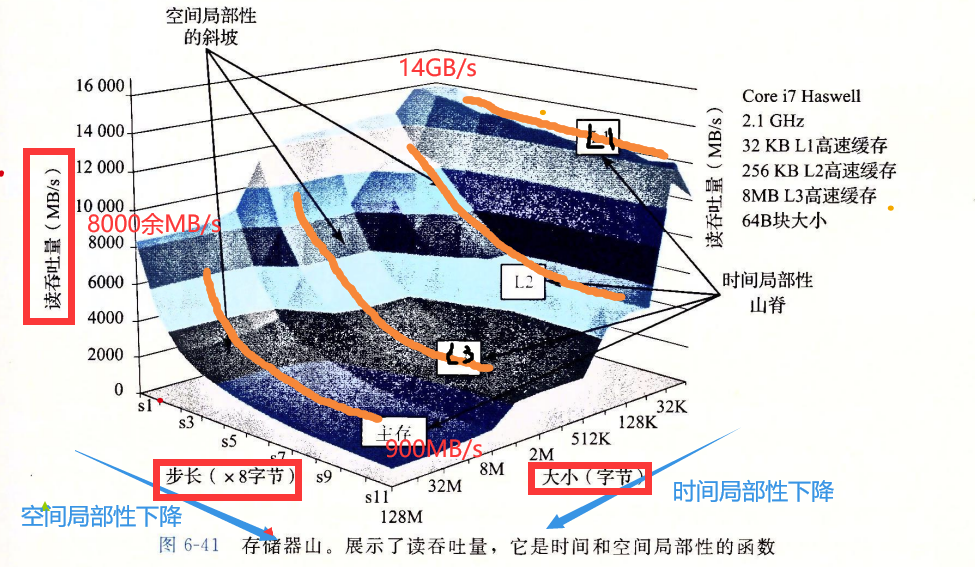 空间局部性
的斜坡
14GB/s
16 000
14 000
12 000
10 000
8000
6000
4000
2000
0
8000余MB/s
读吞吐量（MB/s）
读吞吐量（MB/s）
Core i7 Haswell
2.1 GHz
32 KB L1高速缓存
256 KB L2高速缓存
8MB L3高速缓存
64B块大小
L1
L2
L3
主存
时间局部性
山脊
900MB/s
s1
s3
s5
s7
s9
s11
步长（×8字节）
128M
32M
8M
2M
512K
128K
32K
大小（字节）
空间局部性下降
时间局部性下降
图 6-41 存储器山。展示了读吞吐量，它是时间和空间局部性的函数